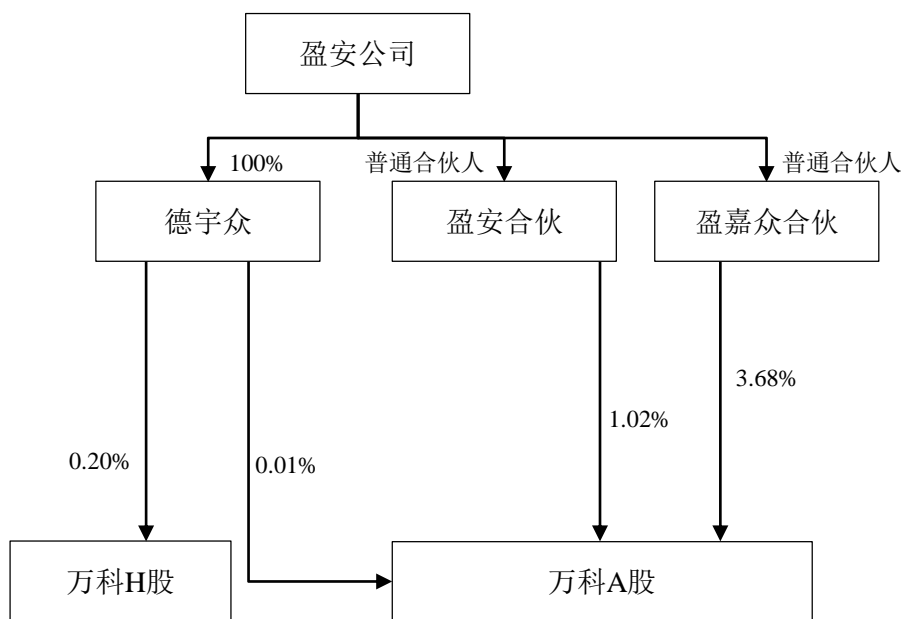 盈安公司
100%
普通合伙人
普通合伙人
德宇众
盈安合伙
盈嘉众合伙
0.20%
0.01%
1.02%
3.68%
万科H股
万科A股